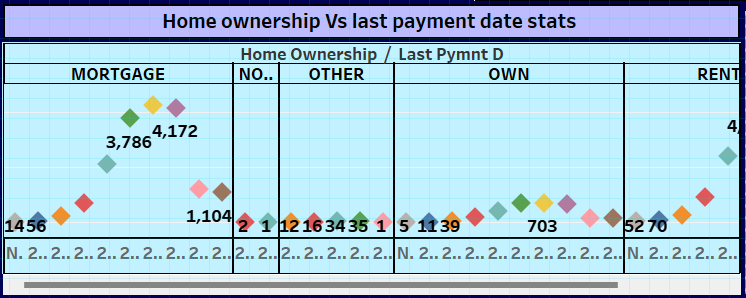 Home ownership Vs last payment date stats
Home Ownership / Last Pymnt D
MORTGAGE NO.. OTHER OWN RENT
4,
3,786 4,172
1,104
14 56 2 1 12 16 34 35 1 5 11 39 703 52 70
N. 2.. 2.. 2.. 2.. 2.. 2.. 2.. 2.. 2.. 2.. 2.. 2.. 2.. 2.. 2.. 2.. N. 2.. 2.. 2.. 2.. 2.. 2.. 2.. 2.. 2.. N. 2.. 2.. 2.. 2..